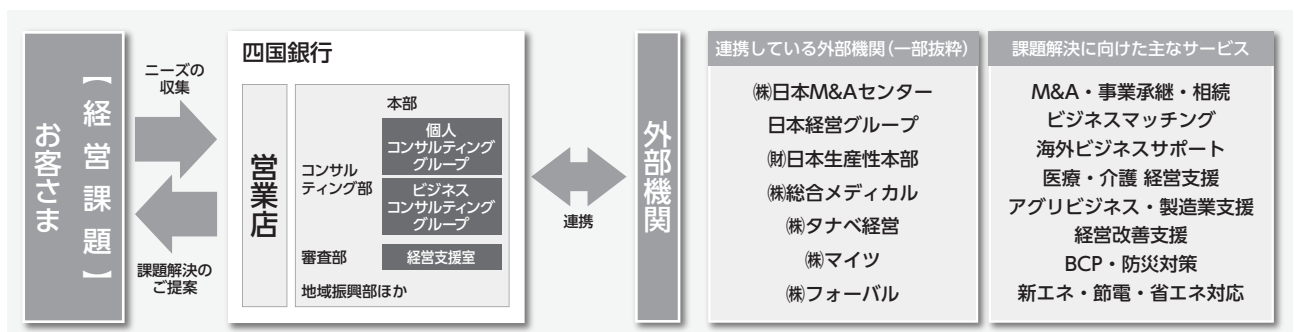 お客さま
【経営課題】
ニーズの
収集
課題解決の
ご提案
四国銀行
営業店
本部
コンサル
ティング部
個人
コンサルティング
グループ
ビジネス
コンサルティング
グループ
審査部
経営支援室
地域振興部ほか
連携
外部機関
連携している外部機関（一部抜粋）
㈱日本M&Aセンター
日本経営グループ
㈶日本生産性本部
㈱総合メディカル
㈱タナベ経営
㈱マイツ
㈱フォーバル
課題解決に向けた主なサービス
M&A・事業承継・相続
ビジネスマッチング
海外ビジネスサポート
医療・介護 経営支援
アグリビジネス・製造業支援
経営改善支援
BCP・防災対策
新エネ・節電・省エネ対応